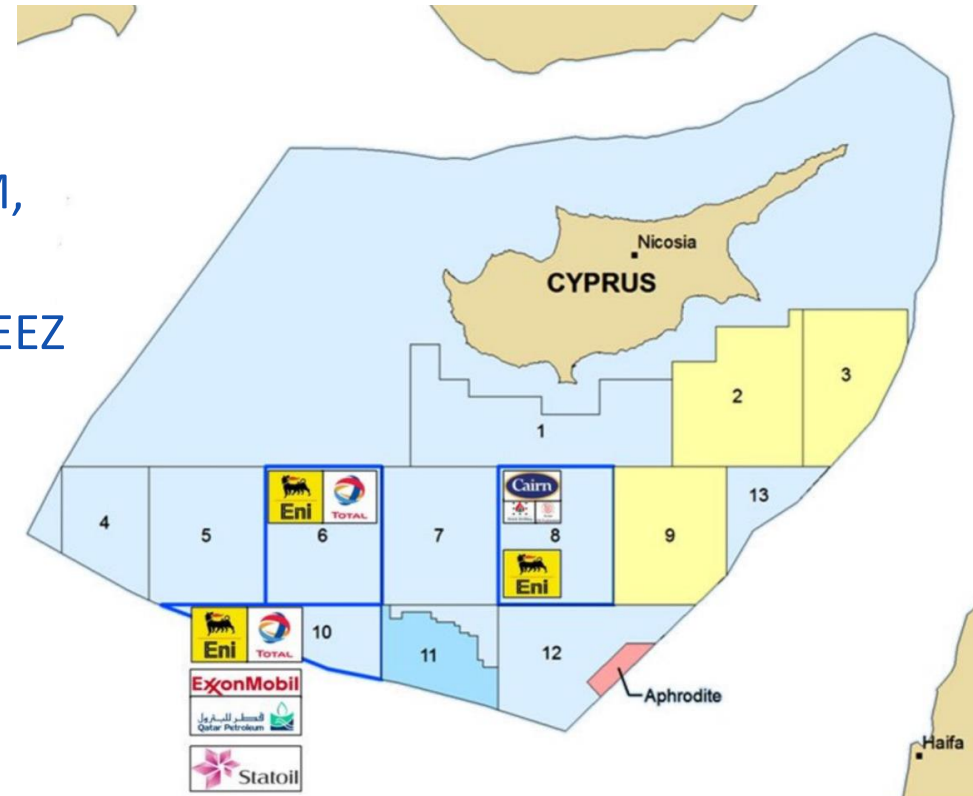 M,
EEZ
Nicosia
CYPRUS
1
2
3
4
5
6
7
8
9
10
11
12
13
Eni
TOTAL
Cairn
Eni
Eni
TOTAL
ExxonMobil
قطر للبترول
Qatar Petroleum
Statoil
Aphrodite
Haifa